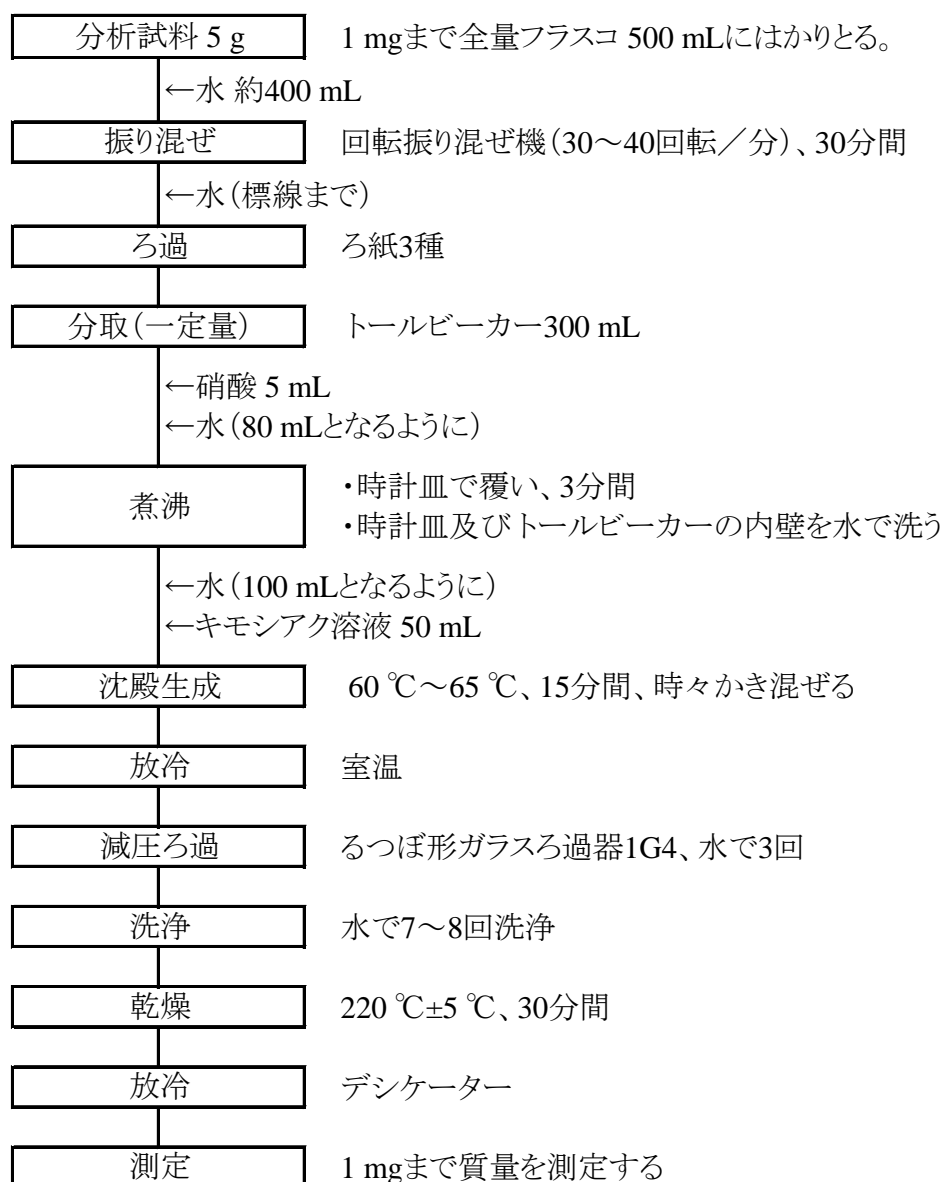 分析試料 5 g　1 mgまで全量フラスコ 500 mLにはかりとる。
←水 約400 mL
振り混ぜ　回転振り混ぜ機（30～40回転／分）、30分間
←水（標線まで）
ろ過　ろ紙3種
分取（一定量）　トールビーカー300 mL
←硝酸 5 mL
←水（80 mLとなるように）
煮沸　・時計皿で覆い、3分間
・時計皿及びトールビーカーの内壁を水で洗う
←水（100 mLとなるように）
←キモシアク溶液 50 mL
沈殿生成　60 ℃～65 ℃、15分間、時々かき混ぜる
放冷　室温
減圧ろ過　るつぼ形ガラスろ過器1G4、水で3回
洗浄　水で7～8回洗浄
乾燥　220 ℃±5 ℃、30分間
放冷　デシケーター
測定　1 mgまで質量を測定する